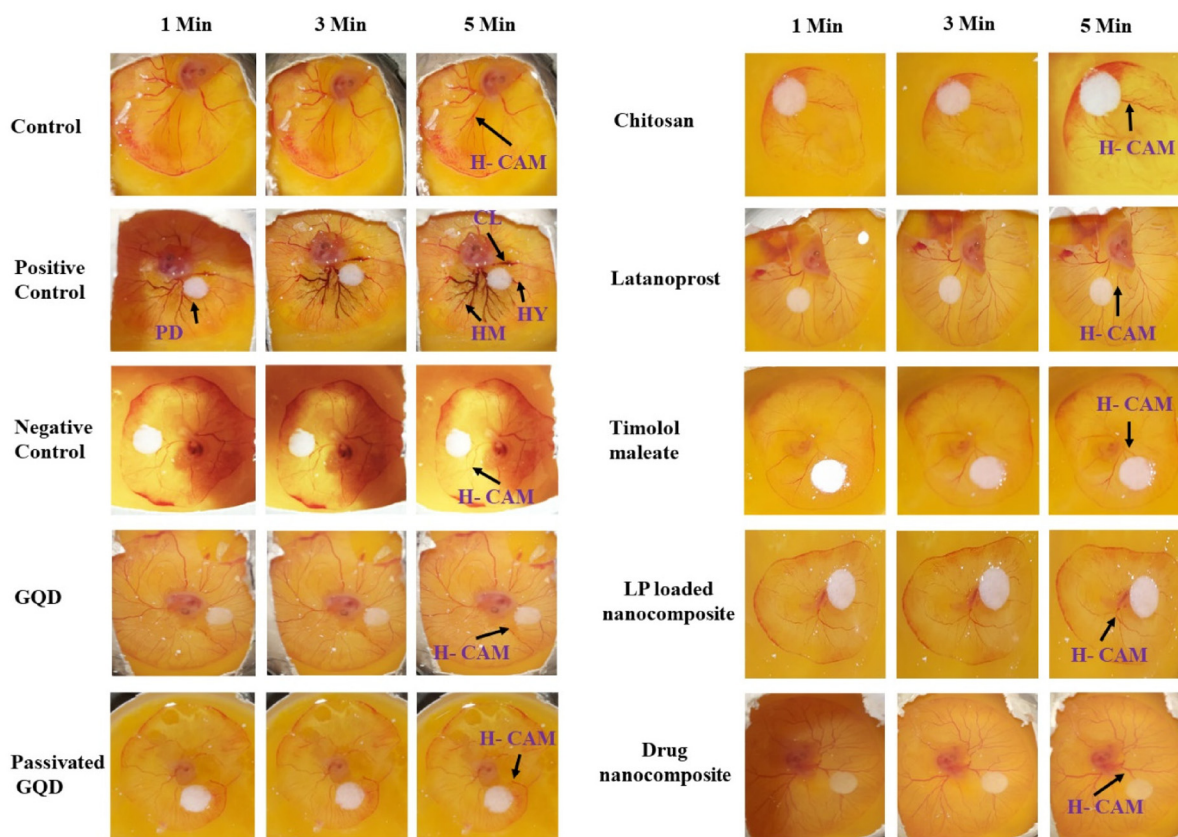 1 Min 3 Min 5 Min
Control
H- CAM
Positive
Control
PD
CL
HM
HY
Negative
Control
H- CAM
GQD
H- CAM
Passivated
GQD
H- CAM
1 Min 3 Min 5 Min
Chitosan
H- CAM
Latanoprost
H- CAM
Timolol
maleate
H- CAM
LP loaded
nanocomposite
H- CAM
Drug
nanocomposite
H- CAM